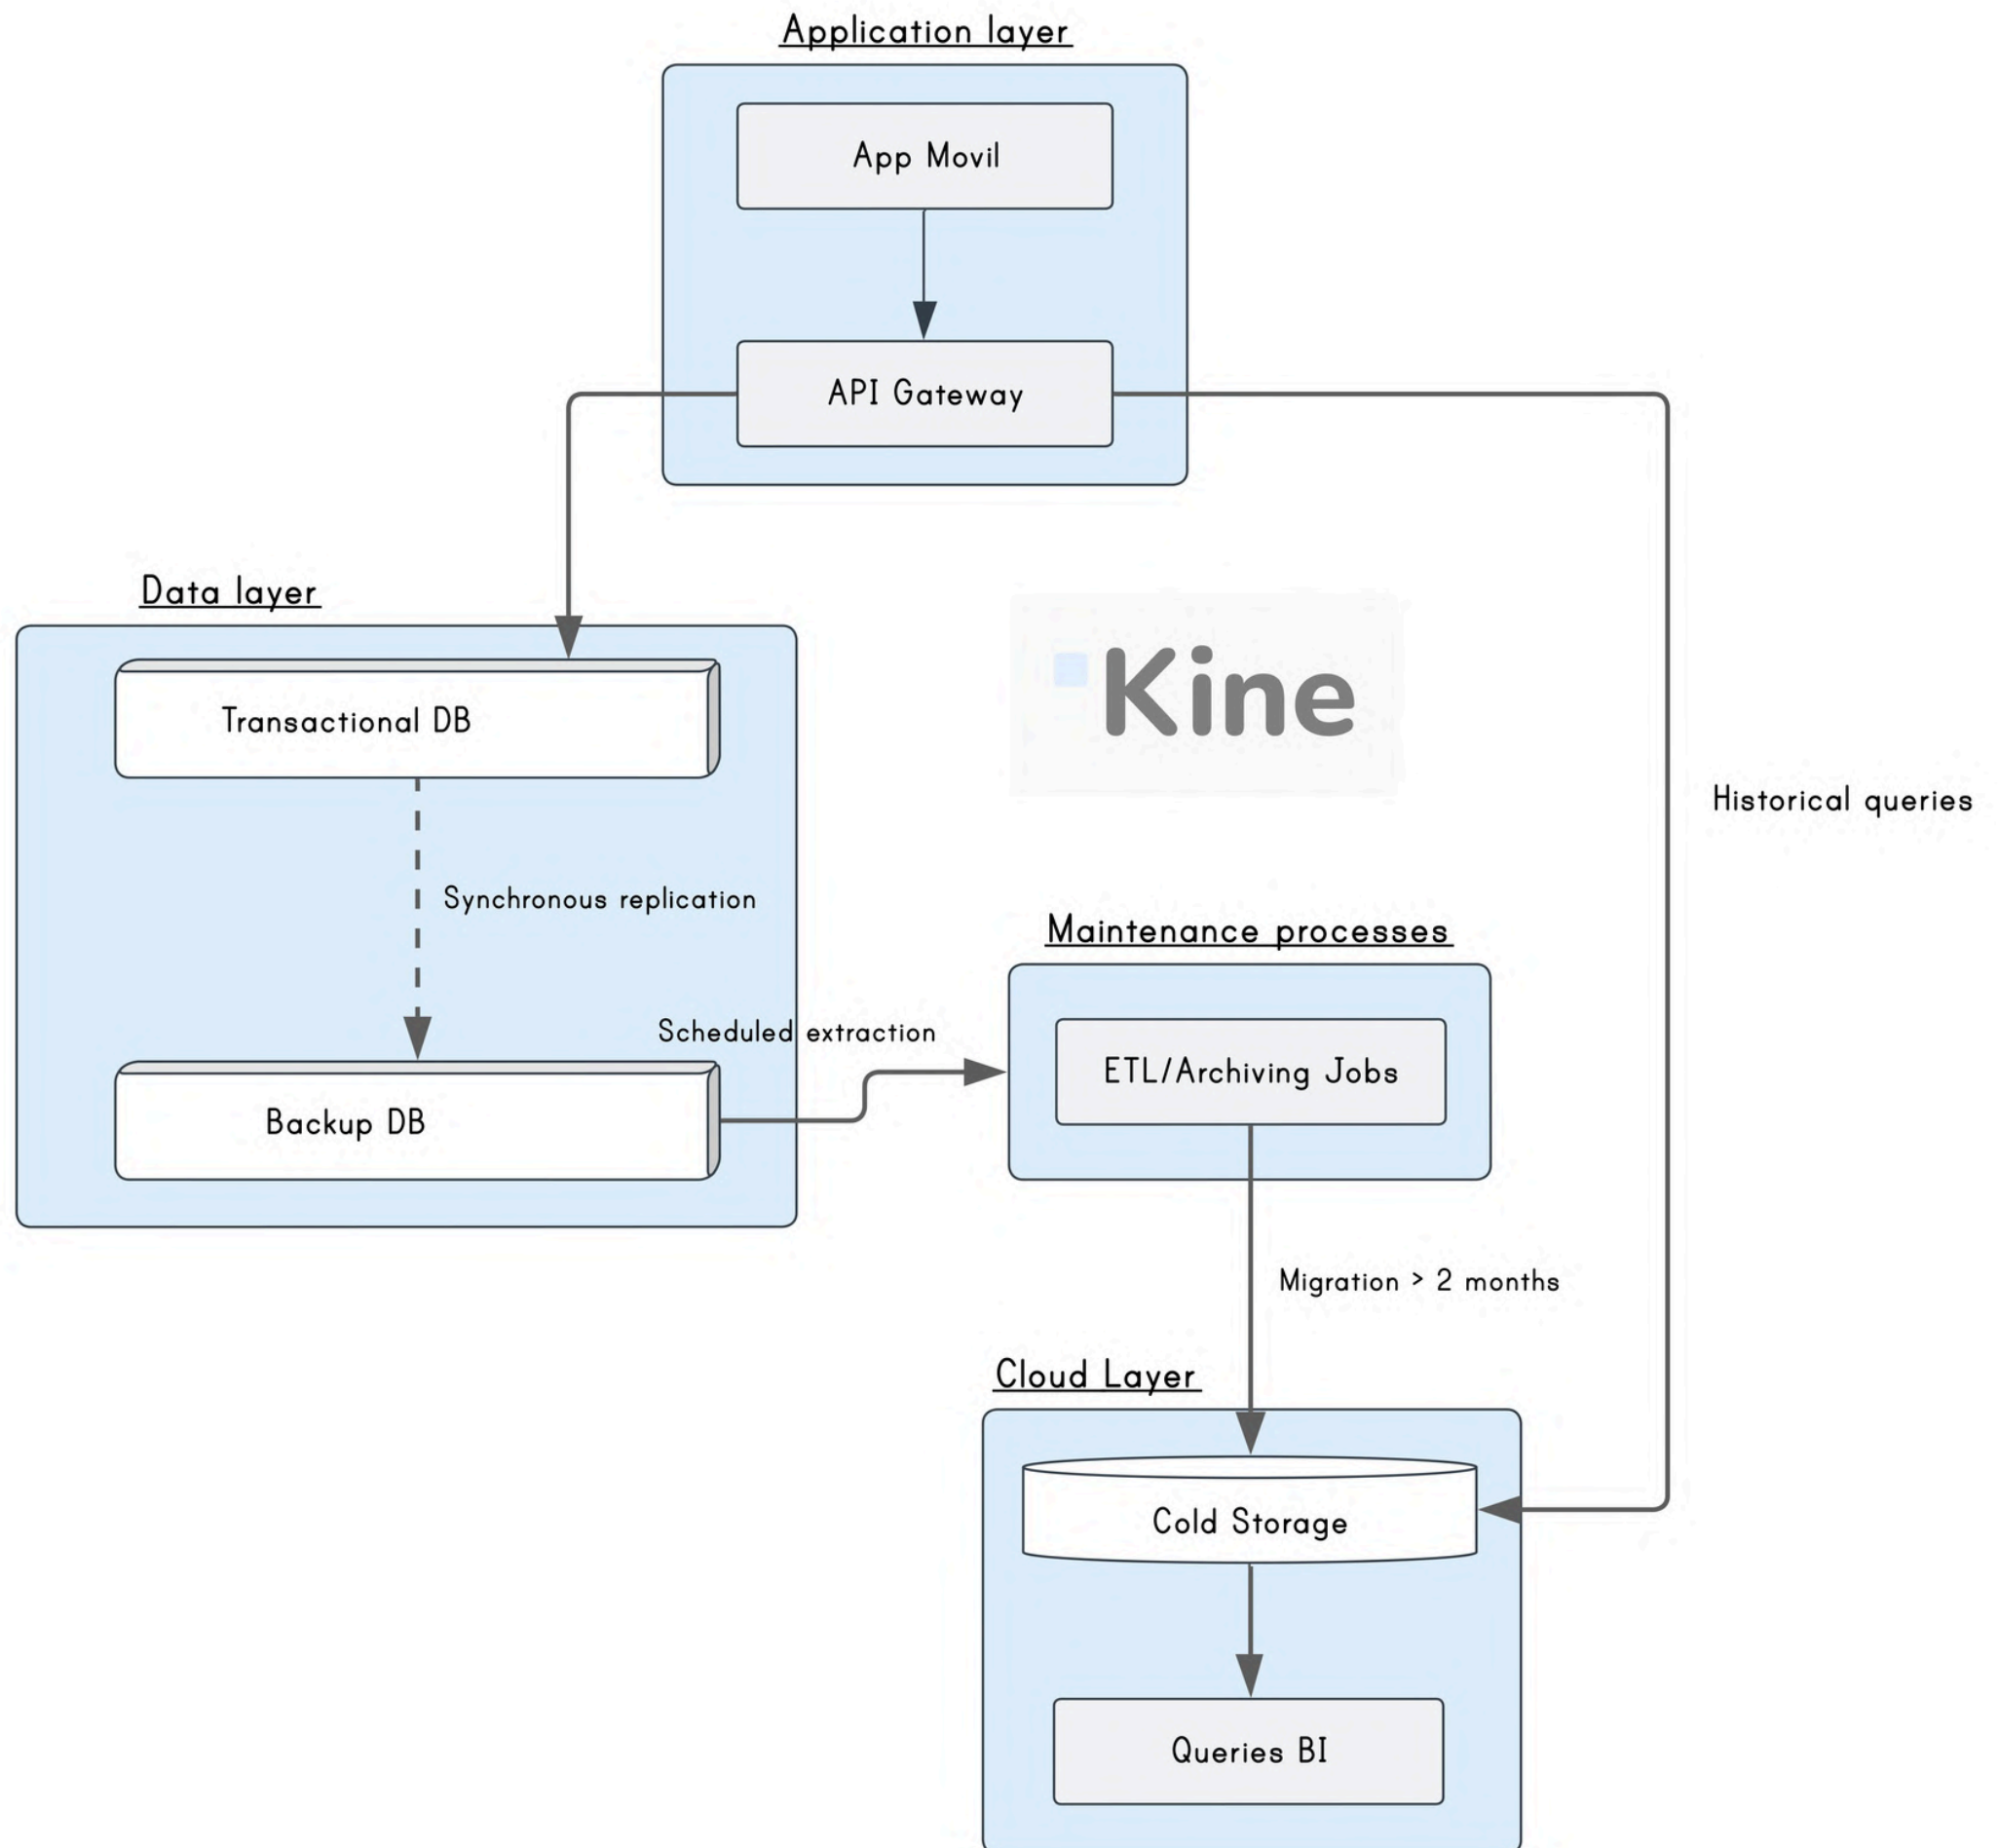 Application layer
App Movil
API Gateway
Data layer
Transactional DB
Kine
Historical queries
Synchronous replication
Maintenance processes
Scheduled extraction
ETL/Archiving Jobs
Backup DB
Migration > 2 months
Cloud Layer
Cold Storage
Queries BI